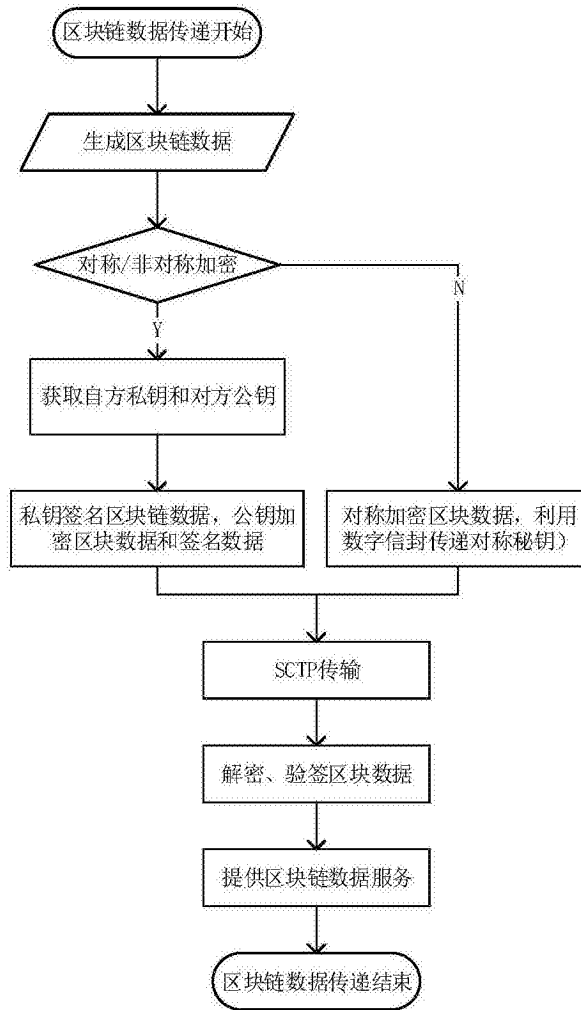 区块链数据传递开始
生成区块链数据
对称/非对称加密
Y
N
获取自方私钥和对方公钥
私钥签名区块链数据，公钥加
密区块数据和签名数据
对称加密区块数据，利用
数字信封传递对称秘钥）
SCTP传输
解密、验签区块数据
提供区块链数据服务
区块链数据传递结束